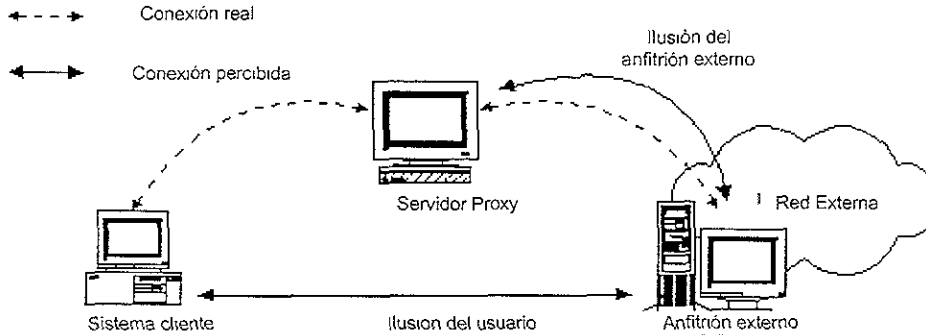 Conexión real
Conexión percibida
Ilusión del
anfitrión externo
Servidor Proxy
Red Externa
Sistema cliente
Ilusion del usuario
Anfitrión externo